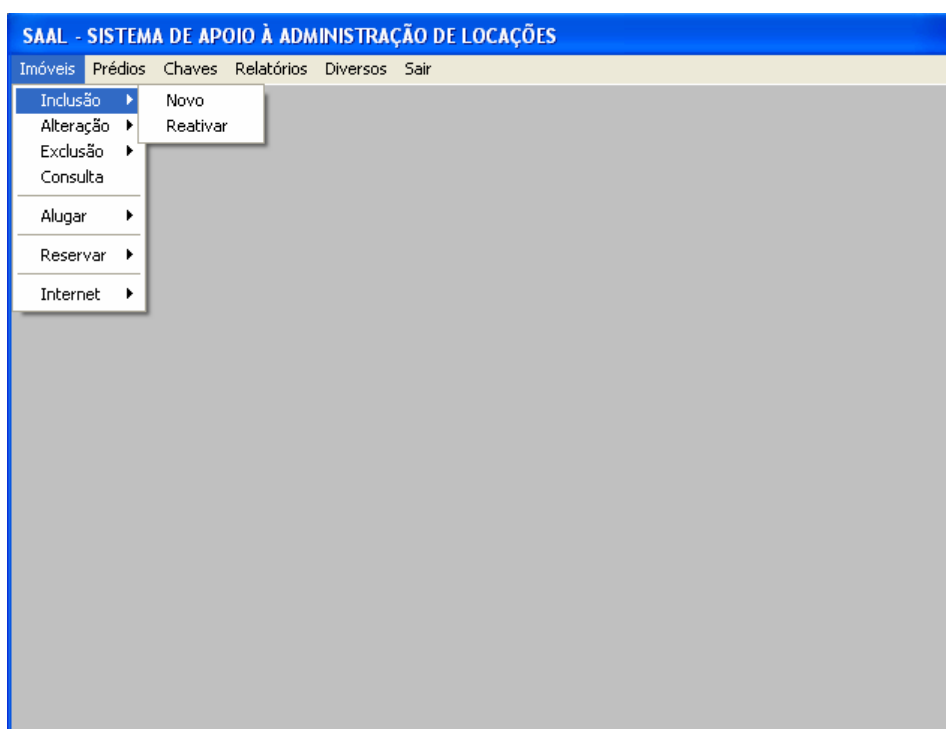 SAAL - SISTEMA DE APOIO À ADMINISTRAÇÃO DE LOCAÇÕES
Imóveis Prédios Chaves Relatórios Diversos Sair
Inclusão Novo
Alteração Reativar
Exclusão
Consulta
Alugar
Reservar
Internet